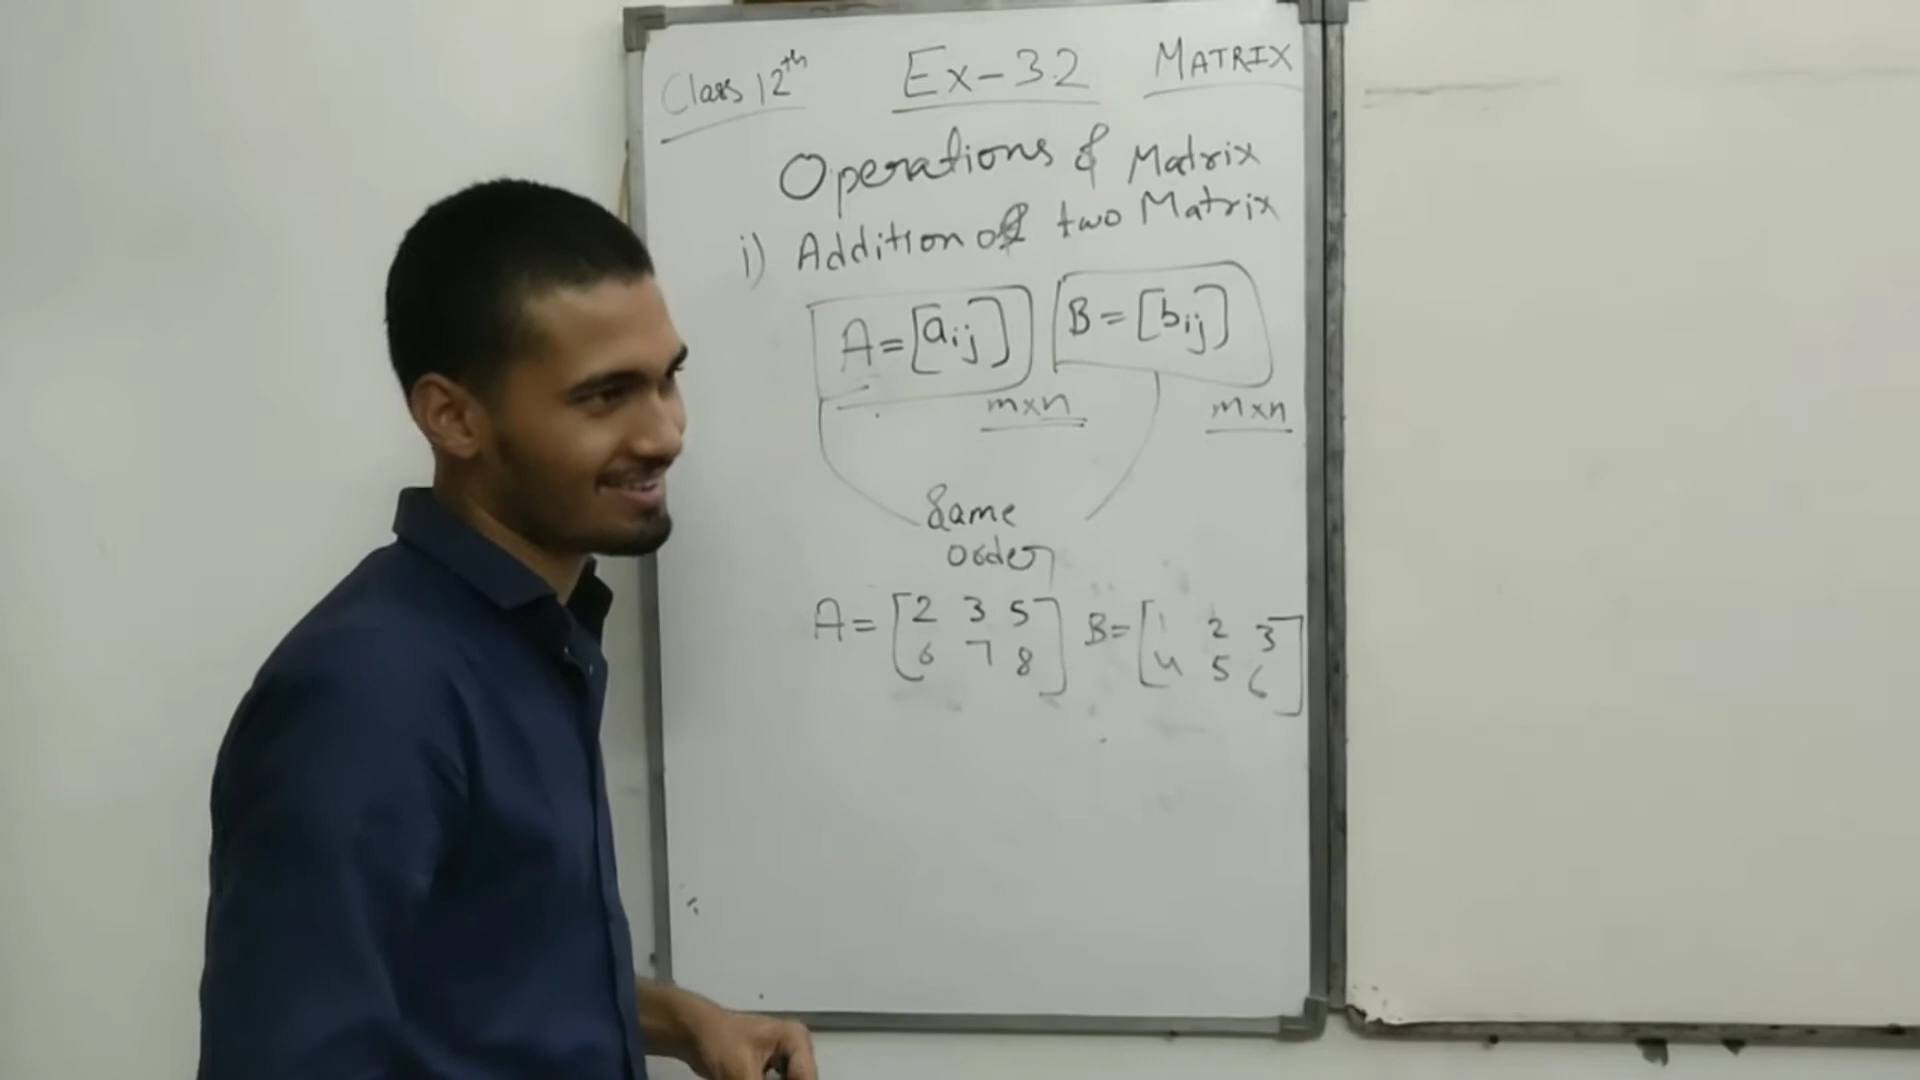 Class 12th Ex-3.2 MATRIX
Operations of Matrix
i) Addition of two Matrix
A = [aij] B = [bij]
m×n m×n
Same
order
A = [2 3 5 B = [1 2 3
6 7 8] 4 5 6]